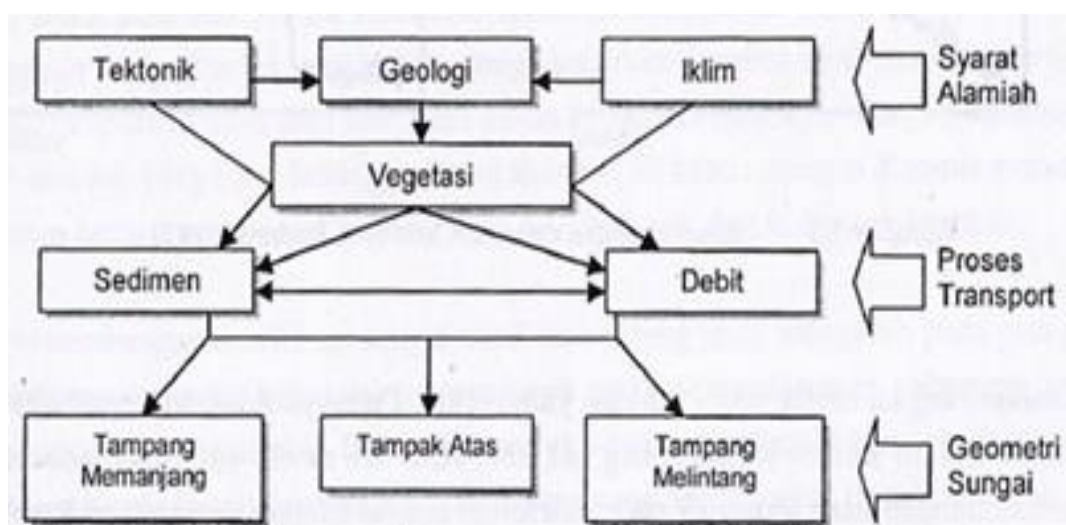 Tektonik
Geologi
Iklim
Syarat
Alamiah
Vegetasi
Sedimen
Debit
Proses
Transport
Tampang
Memanjang
Tampak Atas
Tampang
Melintang
Geometri
Sungai